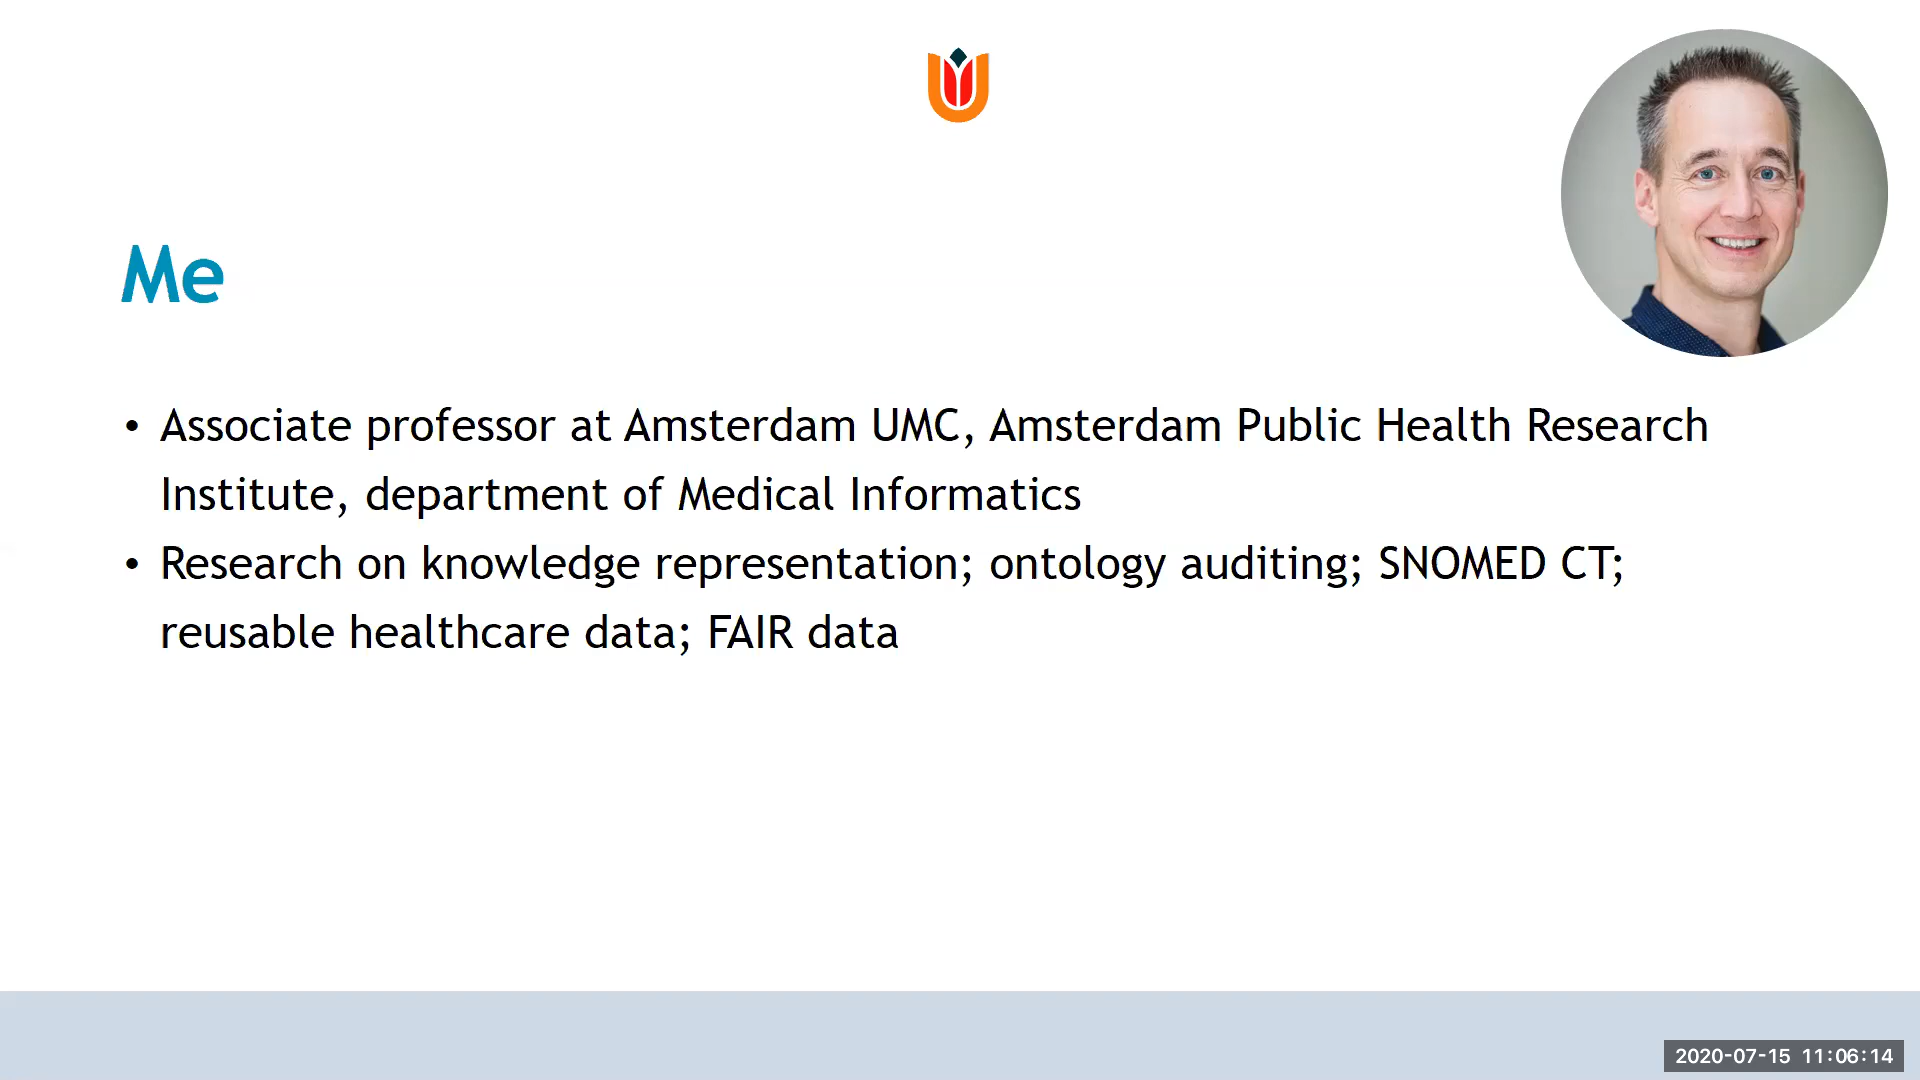 Me
• Associate professor at Amsterdam UMC, Amsterdam Public Health Research
Institute, department of Medical Informatics
• Research on knowledge representation; ontology auditing; SNOMED CT;
reusable healthcare data; FAIR data
2020-07-15 11:06:14